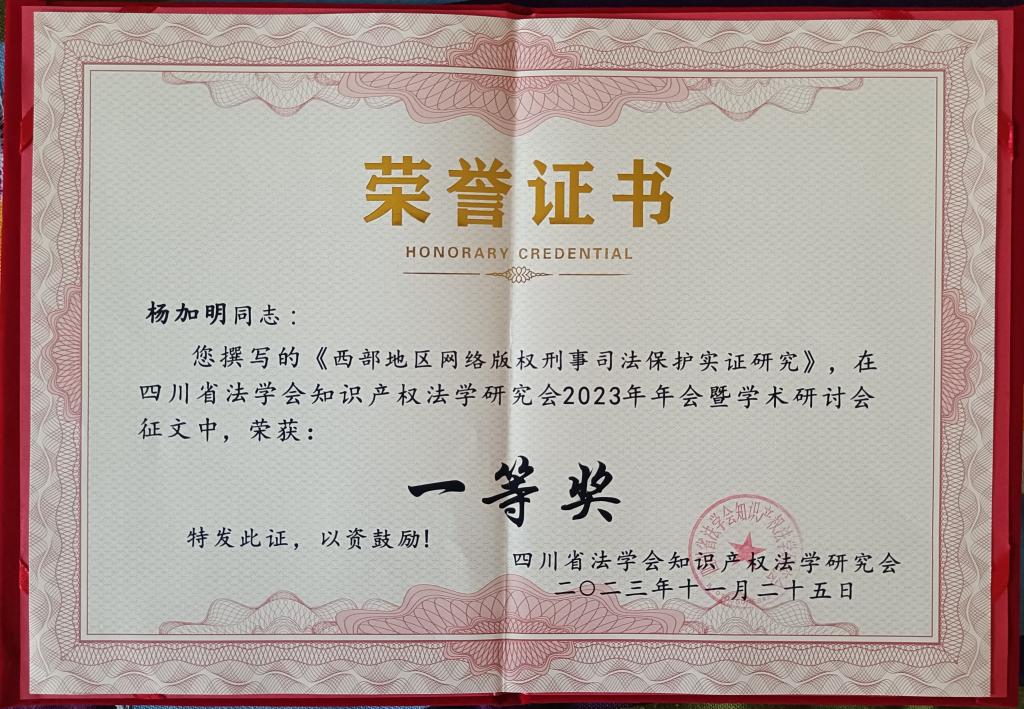 荣誉证书
HONORARY CREDENTIAL
杨加明同志：
您撰写的《西部地区网络版权刑事司法保护实证研究》，在
四川省法学会知识产权法学研究会2023年年会暨学术研讨会
征文中，荣获：
一等奖
特发此证，以资鼓励！
四川省法学会知识产权法学研究会
二〇二三年十一月二十五日